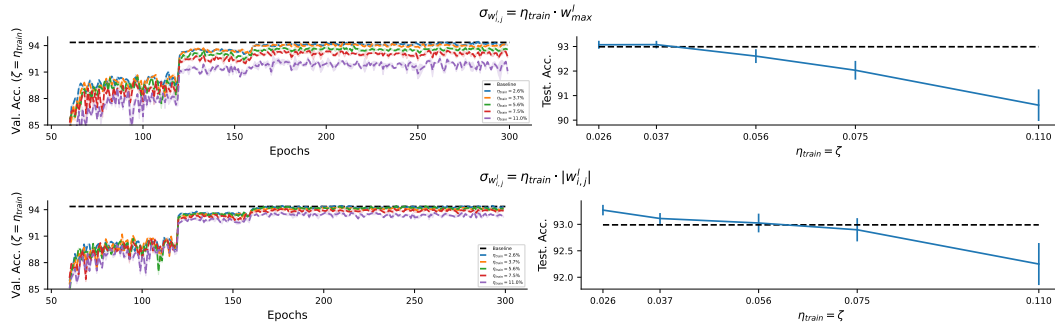 σ_{w^l_{i,j}} = η_{train} · w^l_{max}
Val. Acc. (ζ = η_{train})
94
91
88
85
50
100
150
200
250
300
Epochs
Baseline
η_{train} = 2.6%
η_{train} = 3.7%
η_{train} = 5.6%
η_{train} = 7.5%
η_{train} = 11.0%
Test. Acc.
93
92
91
90
0.026
0.037
0.056
0.075
0.110
η_{train} = ζ
σ_{w^l_{i,j}} = η_{train} · |w^l_{i,j}|
Val. Acc. (ζ = η_{train})
94
91
88
85
50
100
150
200
250
300
Epochs
Baseline
η_{train} = 2.6%
η_{train} = 3.7%
η_{train} = 5.6%
η_{train} = 7.5%
η_{train} = 11.0%
Test. Acc.
93.0
92.5
92.0
0.026
0.037
0.056
0.075
0.110
η_{train} = ζ